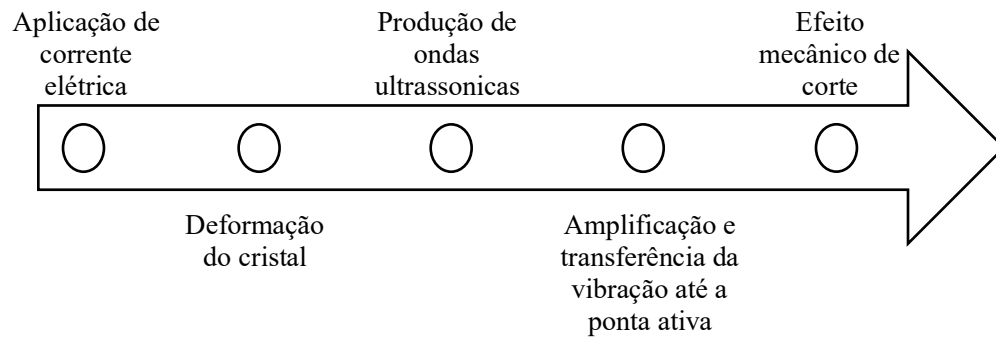 Aplicação de
corrente
elétrica
Deformação
do cristal
Produção de
ondas
ultrassonicas
Amplificação e
transferência da
vibração até a
ponta ativa
Efeito
mecânico de
corte